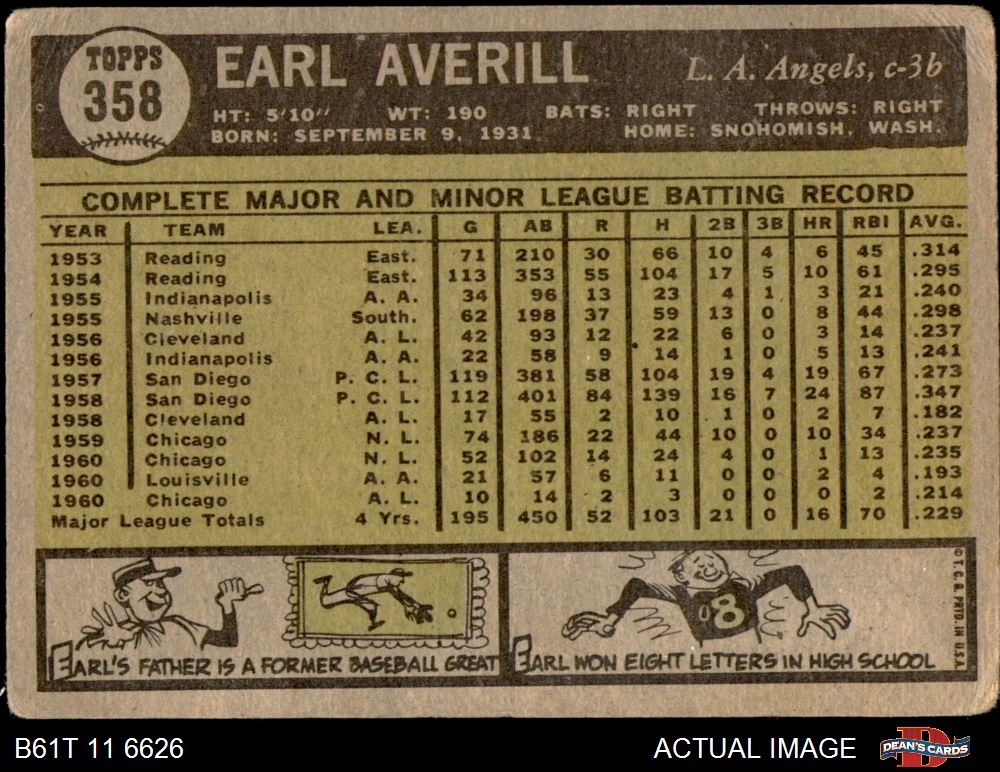 TOPPS
358
EARL AVERILL
L. A. Angels, c-3b
HT: 5'10" WT: 190 BATS: RIGHT THROWS: RIGHT
BORN: SEPTEMBER 9, 1931 HOME: SNOHOMISH, WASH.
COMPLETE MAJOR AND MINOR LEAGUE BATTING RECORD
YEAR TEAM LEA. G AB R H 2B 3B HR RBI AVG.
1953 Reading East. 71 210 30 66 10 4 6 45 .314
1954 Reading East. 113 353 55 104 17 5 10 61 .295
1955 Indianapolis A. A. 34 96 13 23 4 1 3 21 .240
1955 Nashville South. 62 198 37 59 13 0 8 44 .298
1956 Cleveland A. L. 42 93 12 22 6 0 3 14 .237
1956 Indianapolis A. A. 22 58 9 14 1 0 5 13 .241
1957 San Diego P. C. L. 119 381 58 104 19 4 19 67 .273
1958 San Diego P. C. L. 112 401 84 139 16 7 24 87 .347
1958 Cleveland A. L. 17 55 2 10 1 0 2 7 .182
1959 Chicago N. L. 74 186 22 44 10 0 10 34 .237
1960 Chicago N. L. 52 102 14 24 4 0 1 13 .235
1960 Louisville A. A. 21 57 6 11 0 0 2 4 .193
1960 Chicago A. L. 10 14 2 3 0 0 0 2 .214
Major League Totals 4 Yrs. 195 450 52 103 21 0 16 70 .229
EARL'S FATHER IS A FORMER BASEBALL GREAT
8
EARL WON EIGHT LETTERS IN HIGH SCHOOL
© T. C. G. PRTD. IN U.S.A.
B61T 11 6626
ACTUAL IMAGE
DEAN'S CARDS